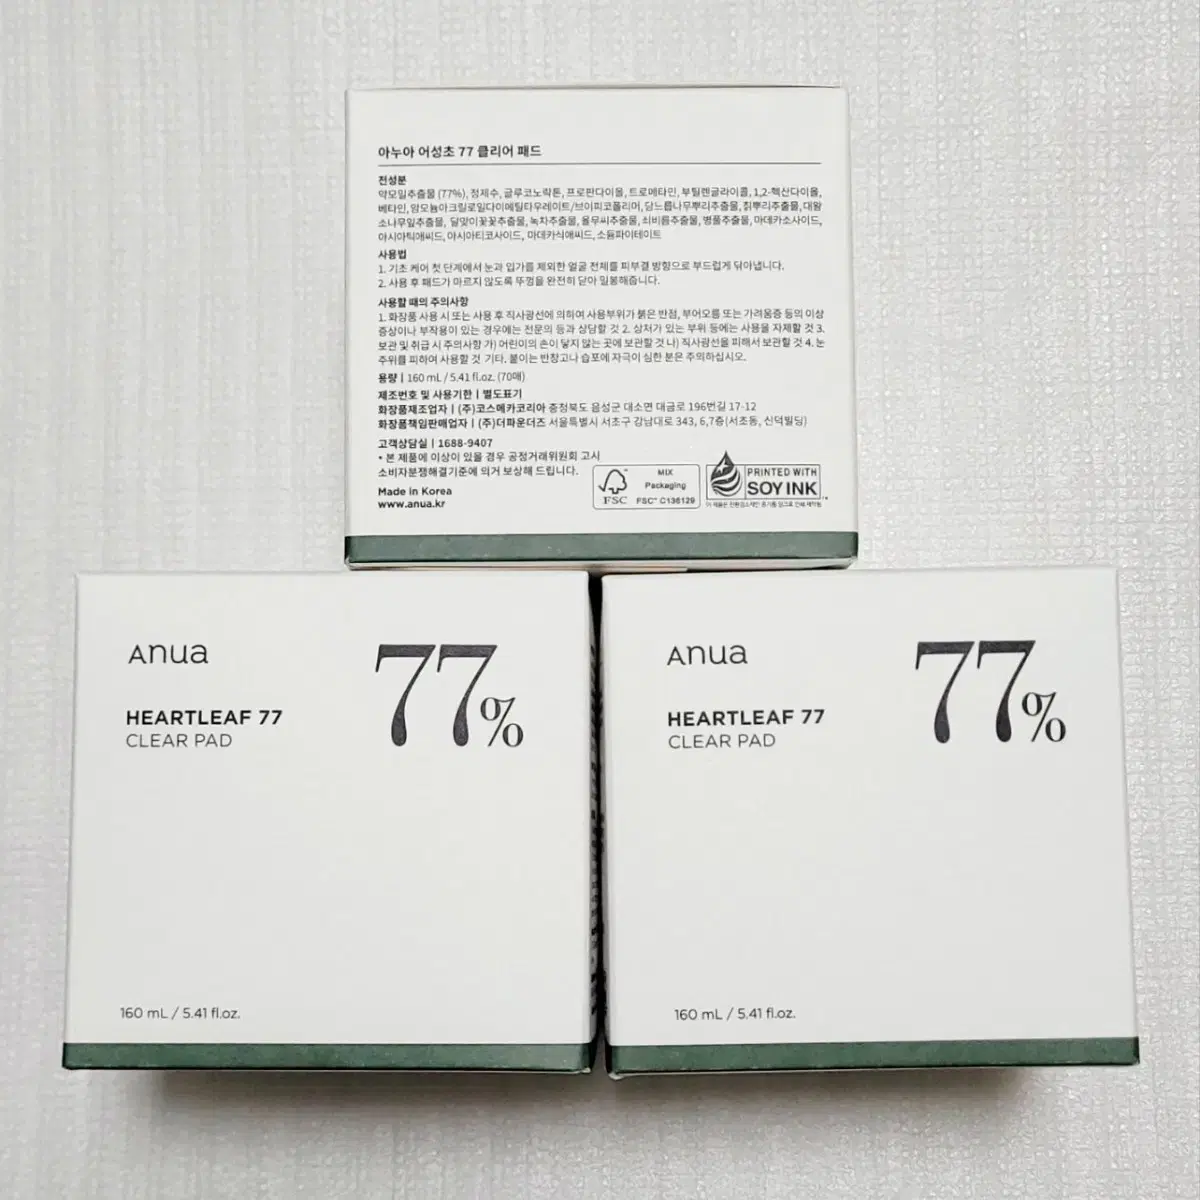 아누아 어성초 77 클리어 패드
전성분
약모밀추출물 (77%), 정제수, 글루코노락톤, 프로판다이올, 트로메타민, 부틸렌글라이콜, 1,2-헥산다이올,
베타인, 암모늄아크릴로일다이메틸타우레이트/브이피코폴리머, 당느릅나무뿌리추출물, 칡뿌리추출물, 대왕
소나무잎추출물, 달맞이꽃꽃추출물, 녹차추출물, 율무씨추출물, 쇠비름추출물, 병풀추출물, 마데카소사이드,
아시아틱애씨드, 아시아티코사이드, 마데카식애씨드, 소듐파이테이트
사용법
1. 기초 케어 첫 단계에서 눈과 입가를 제외한 얼굴 전체를 피부결 방향으로 부드럽게 닦아냅니다.
2. 사용 후 패드가 마르지 않도록 뚜껑을 완전히 닫아 밀봉해줍니다.
사용할 때의 주의사항
1. 화장품 사용 시 또는 사용 후 직사광선에 의하여 사용부위가 붉은 반점, 부어오름 또는 가려움증 등의 이상
증상이나 부작용이 있는 경우에는 전문의 등과 상담할 것 2. 상처가 있는 부위 등에는 사용을 자제할 것 3.
보관 및 취급 시 주의사항 가) 어린이의 손이 닿지 않는 곳에 보관할 것 나) 직사광선을 피해서 보관할 것 4. 눈
주위를 피하여 사용할 것 기타. 붙이는 반창고나 습포에 자극이 심한 분은 주의하십시오.
용량 | 160 mL / 5.41 fl.oz. (70매)
제조번호 및 사용기한 | 별도표기
화장품제조업자 | (주)코스메카코리아 충청북도 음성군 대소면 대금로 196번길 17-12
화장품책임판매업자 | (주)더파운더즈 서울특별시 서초구 강남대로 343, 6,7층(서초동, 신덕빌딩)
고객상담실 | 1688-9407
• 본 제품에 이상이 있을 경우 공정거래위원회 고시
소비자분쟁해결기준에 의거 보상해 드립니다.
Made in Korea
www.anua.kr
FSC
MIX
Packaging
FSC™ C136129
PRINTED WITH
SOY INK™
Anua
77%
HEARTLEAF 77
CLEAR PAD
160 mL / 5.41 fl.oz.
Anua
77%
HEARTLEAF 77
CLEAR PAD
160 mL / 5.41 fl.oz.